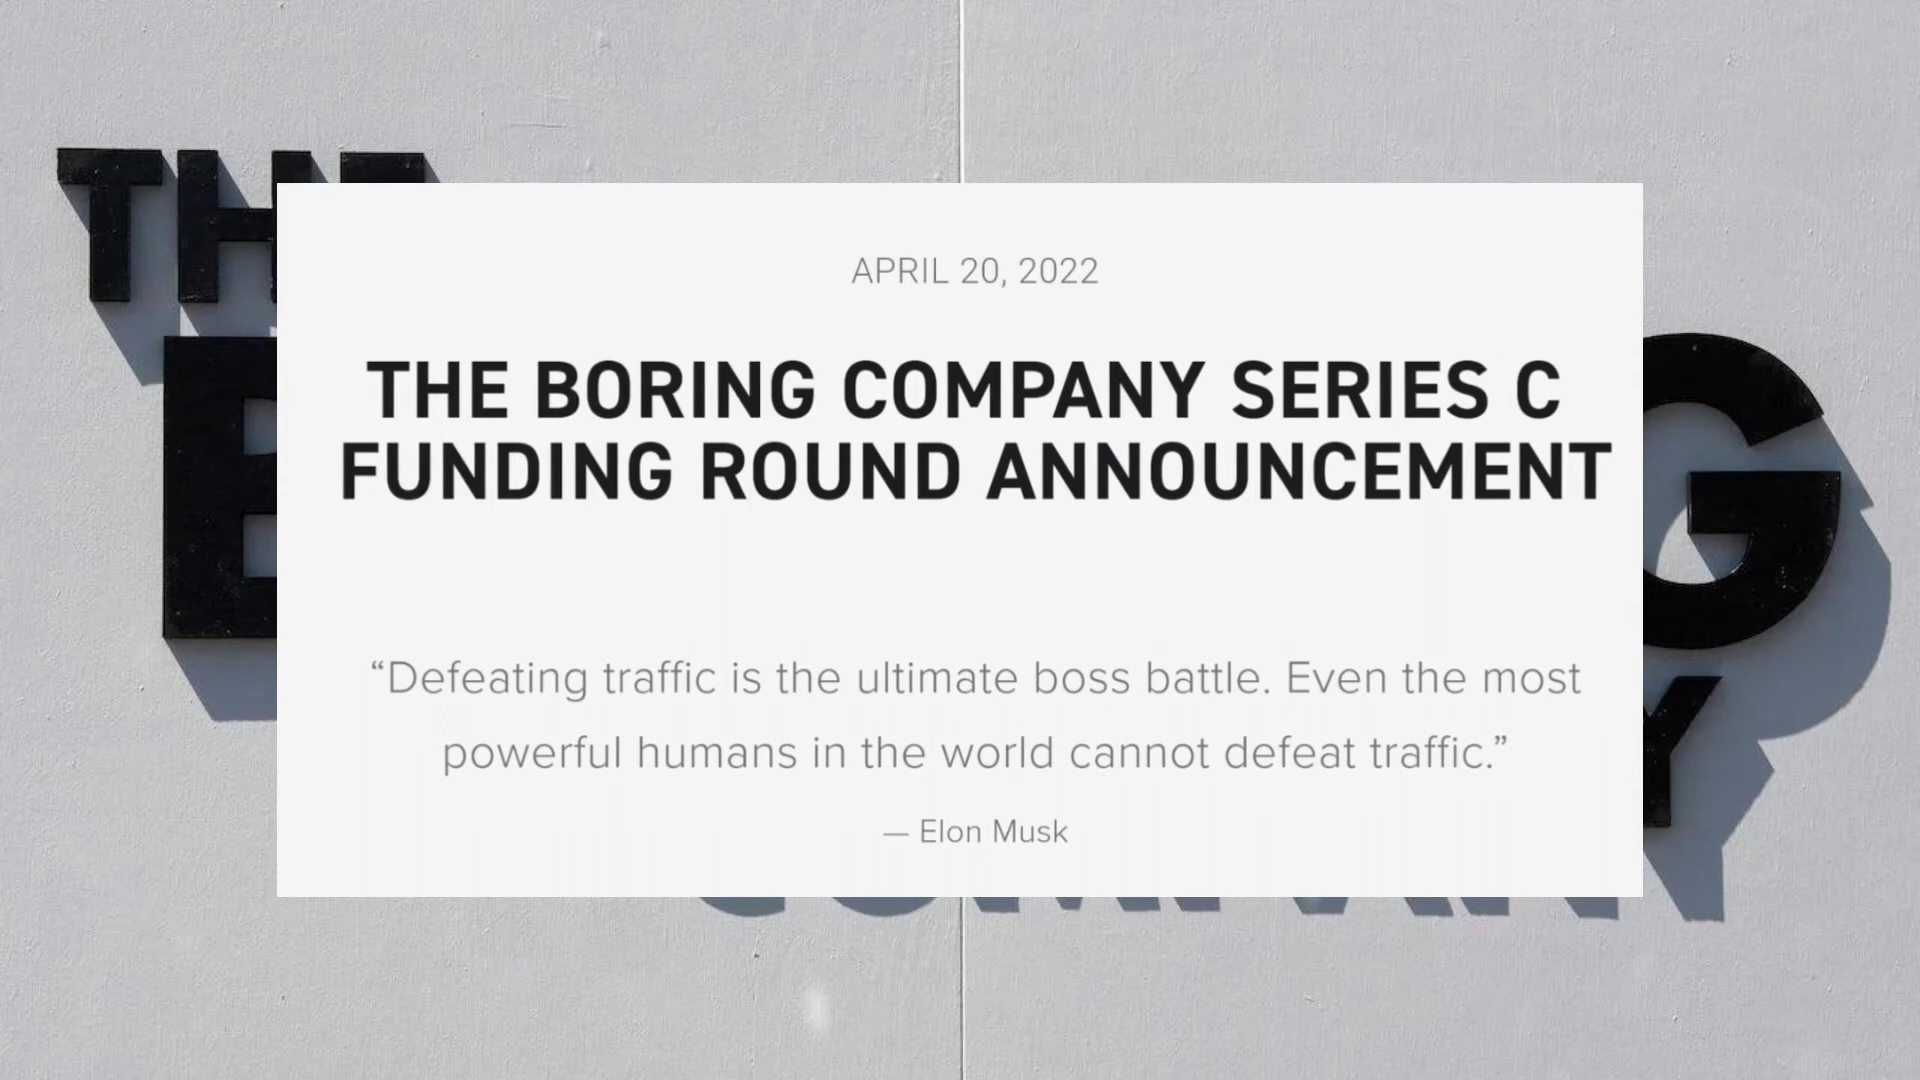 THE
APRIL 20, 2022
THE BORING COMPANY SERIES C
FUNDING ROUND ANNOUNCEMENT
“Defeating traffic is the ultimate boss battle. Even the most
powerful humans in the world cannot defeat traffic.”
— Elon Musk